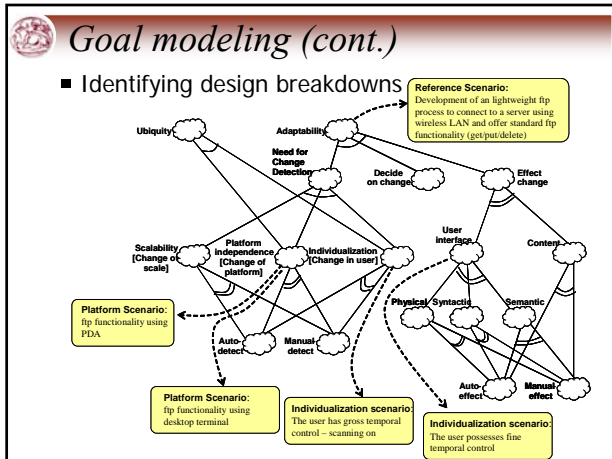 Goal modeling (cont.)
Identifying design breakdowns
Reference Scenario:
Development of an lightweight ftp
process to connect to a server using
wireless LAN and offer standard ftp
functionality (get/put/delete)
Ubiquity
Adaptability
Need for
Change
Detection
Decide
on change
Effect
change
Scalability
[Change of
scale]
Platform
independence
[Change of
platform]
Individualization
[Change in user]
User
interface
Content
Platform Scenario:
ftp functionality using
PDA
Physical
Syntactic
Semantic
Auto-
detect
Manual-
detect
Auto-
effect
Manual-
effect
Platform Scenario:
ftp functionality using
desktop terminal
Individualization scenario:
The user has gross temporal
control – scanning on
Individualization scenario:
The user possesses fine
temporal control